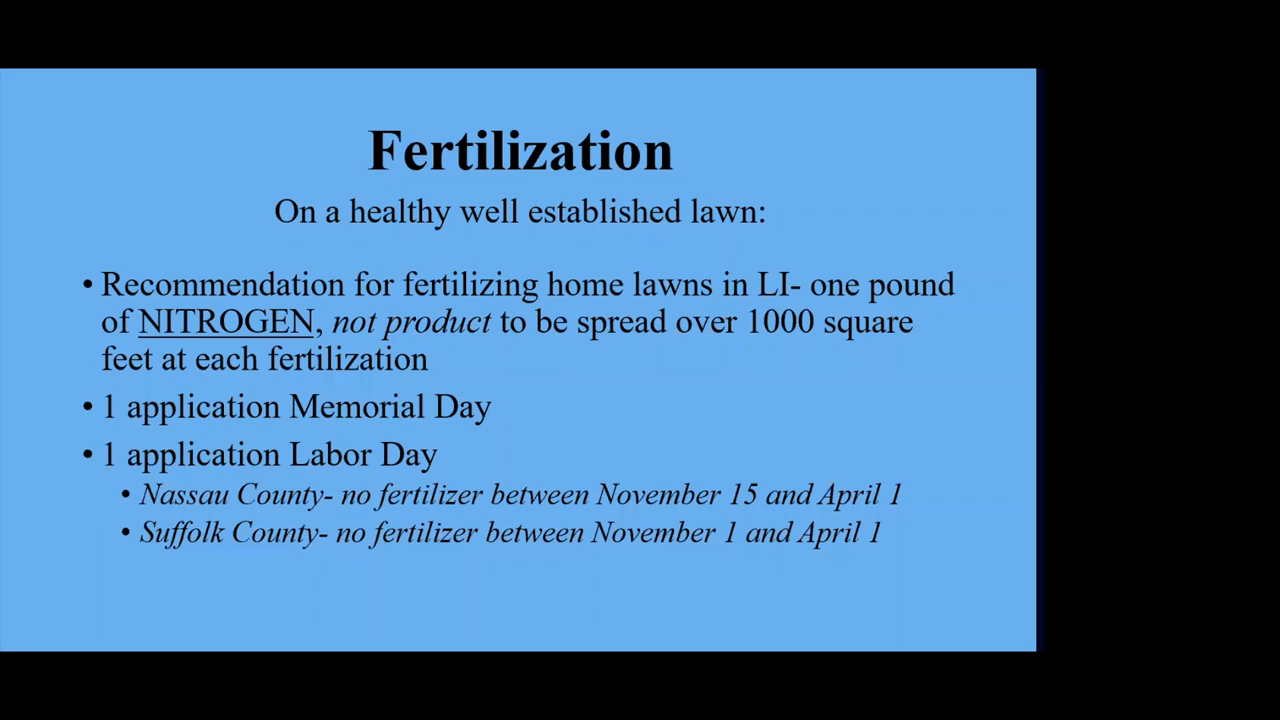 Fertilization
On a healthy well established lawn:
• Recommendation for fertilizing home lawns in LI- one pound
of NITROGEN, not product to be spread over 1000 square
feet at each fertilization
• 1 application Memorial Day
• 1 application Labor Day
• Nassau County- no fertilizer between November 15 and April 1
• Suffolk County- no fertilizer between November 1 and April 1